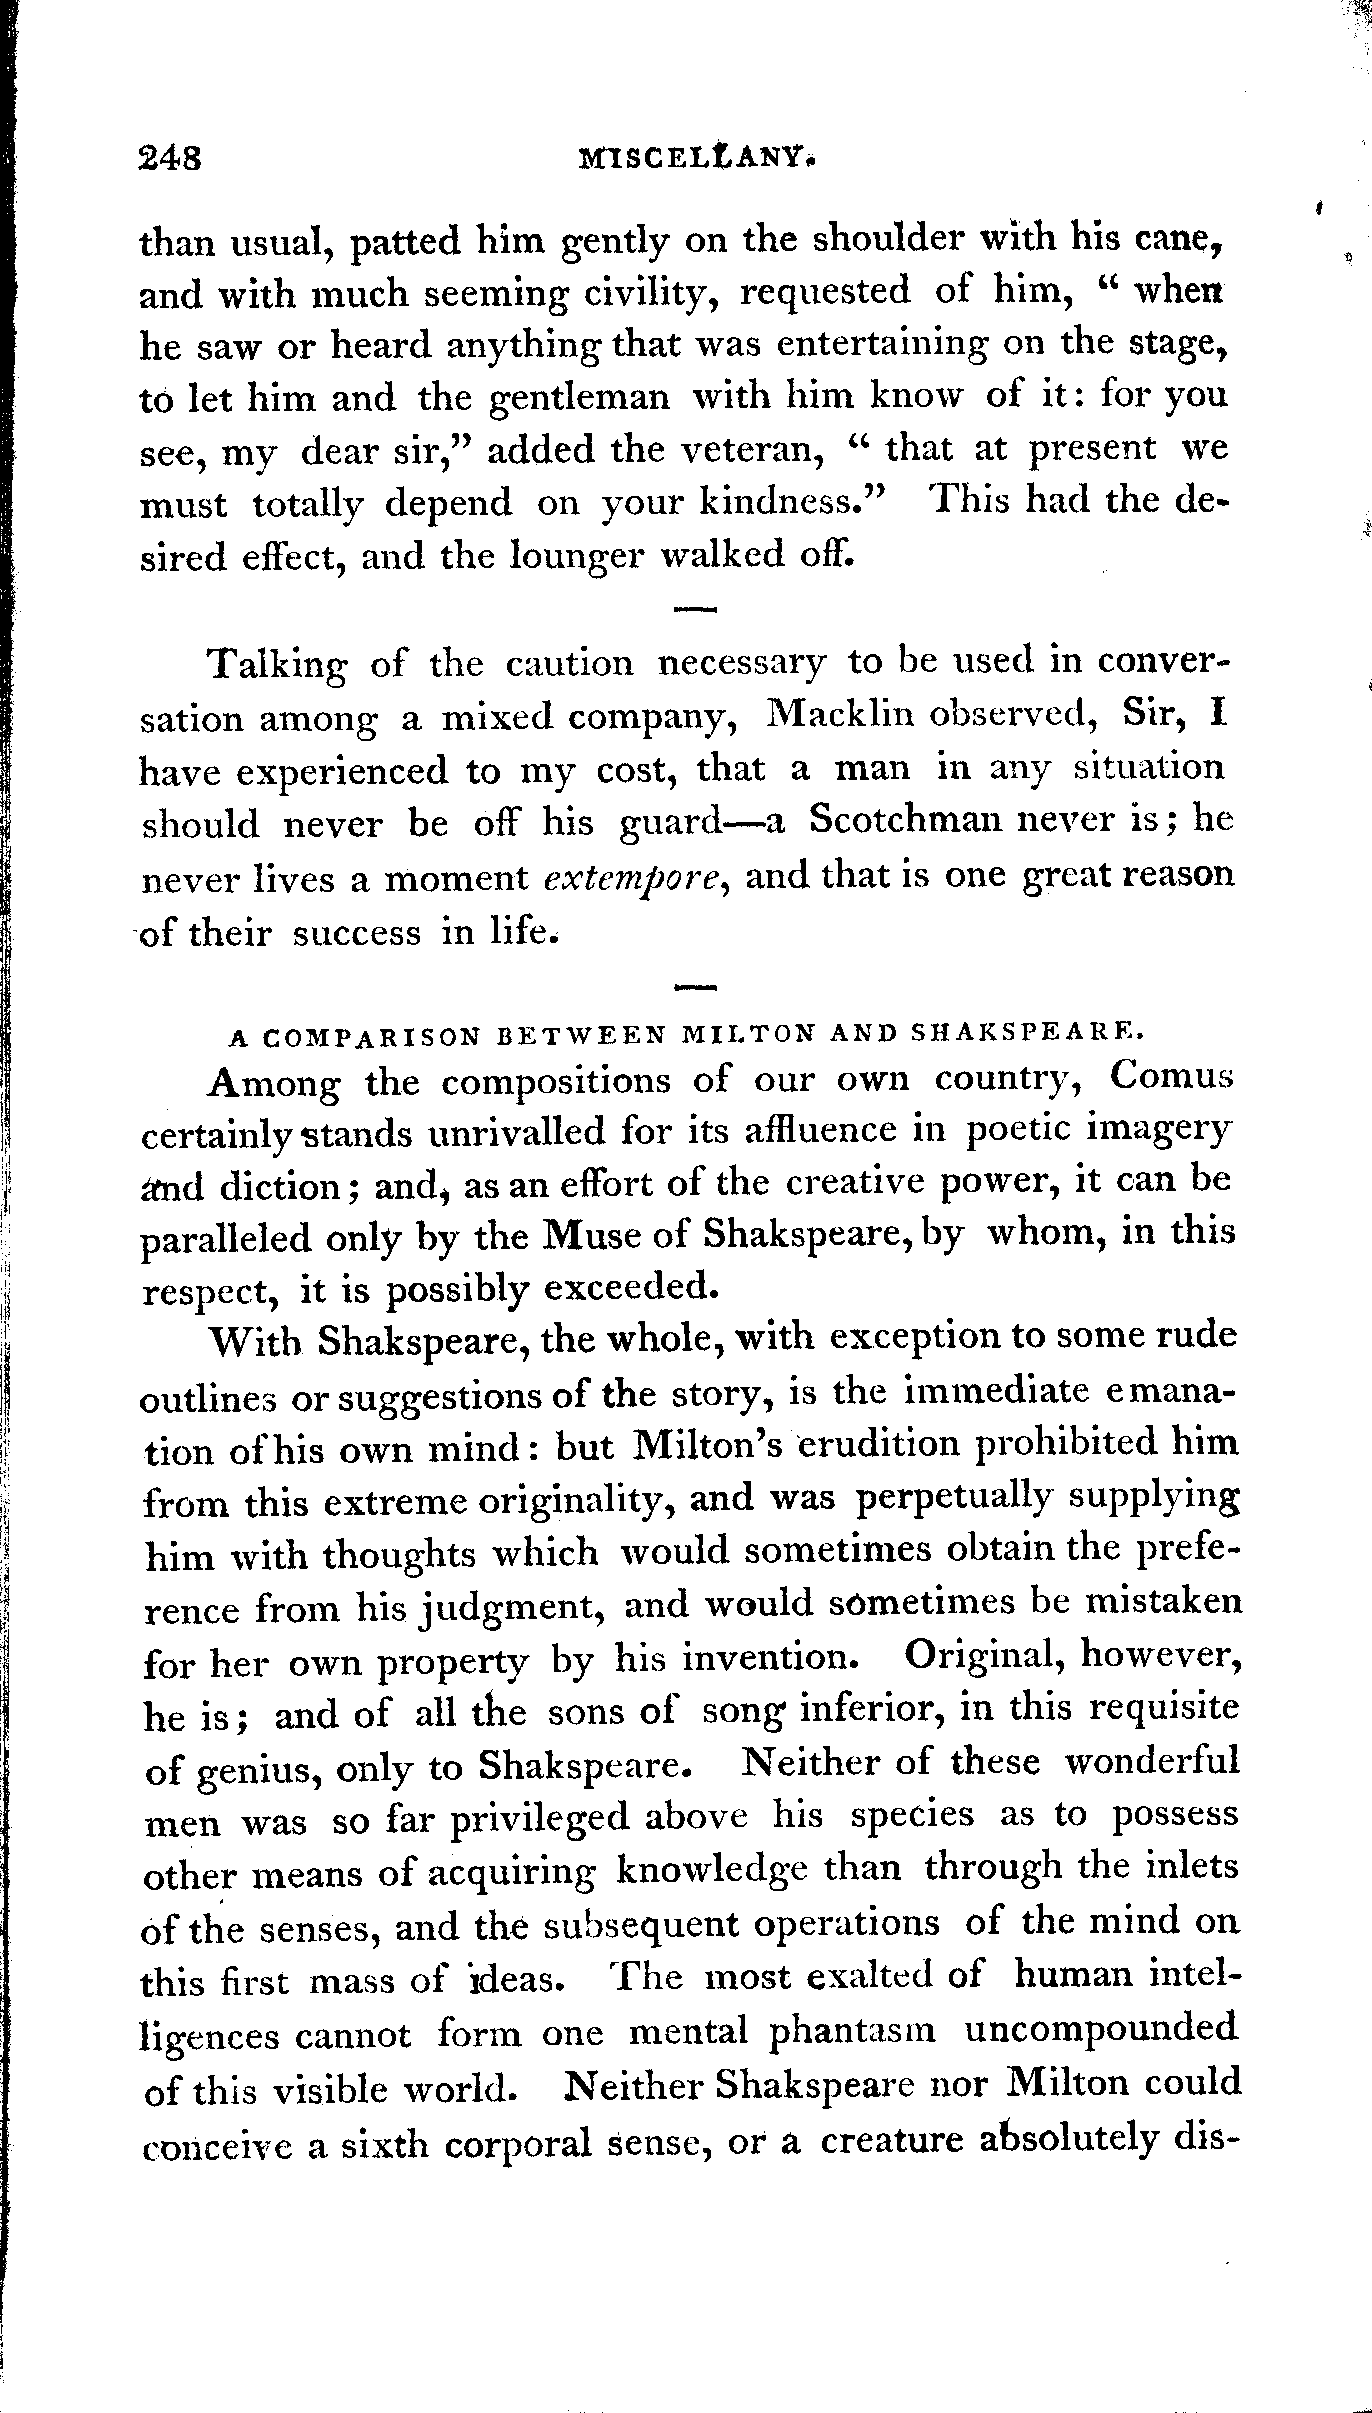 248 MISCELLANY.
than usual, patted him gently on the shoulder with his cane,
and with much seeming civility, requested of him, “ when
he saw or heard anything that was entertaining on the stage,
to let him and the gentleman with him know of it: for you
see, my dear sir,” added the veteran, “ that at present we
must totally depend on your kindness.” This had the de-
sired effect, and the lounger walked off.
Talking of the caution necessary to be used in conver-
sation among a mixed company, Macklin observed, Sir, I
have experienced to my cost, that a man in any situation
should never be off his guard—a Scotchman never is; he
never lives a moment extempore, and that is one great reason
of their success in life.
A COMPARISON BETWEEN MILTON AND SHAKSPEARE.
Among the compositions of our own country, Comus
certainly stands unrivalled for its affluence in poetic imagery
and diction; and, as an effort of the creative power, it can be
paralleled only by the Muse of Shakspeare, by whom, in this
respect, it is possibly exceeded.
With Shakspeare, the whole, with exception to some rude
outlines or suggestions of the story, is the immediate emana-
tion of his own mind: but Milton’s erudition prohibited him
from this extreme originality, and was perpetually supplying
him with thoughts which would sometimes obtain the prefe-
rence from his judgment, and would sometimes be mistaken
for her own property by his invention. Original, however,
he is; and of all the sons of song inferior, in this requisite
of genius, only to Shakspeare. Neither of these wonderful
men was so far privileged above his species as to possess
other means of acquiring knowledge than through the inlets
of the senses, and the subsequent operations of the mind on
this first mass of ideas. The most exalted of human intel-
ligences cannot form one mental phantasm uncompounded
of this visible world. Neither Shakspeare nor Milton could
conceive a sixth corporal sense, or a creature absolutely dis-